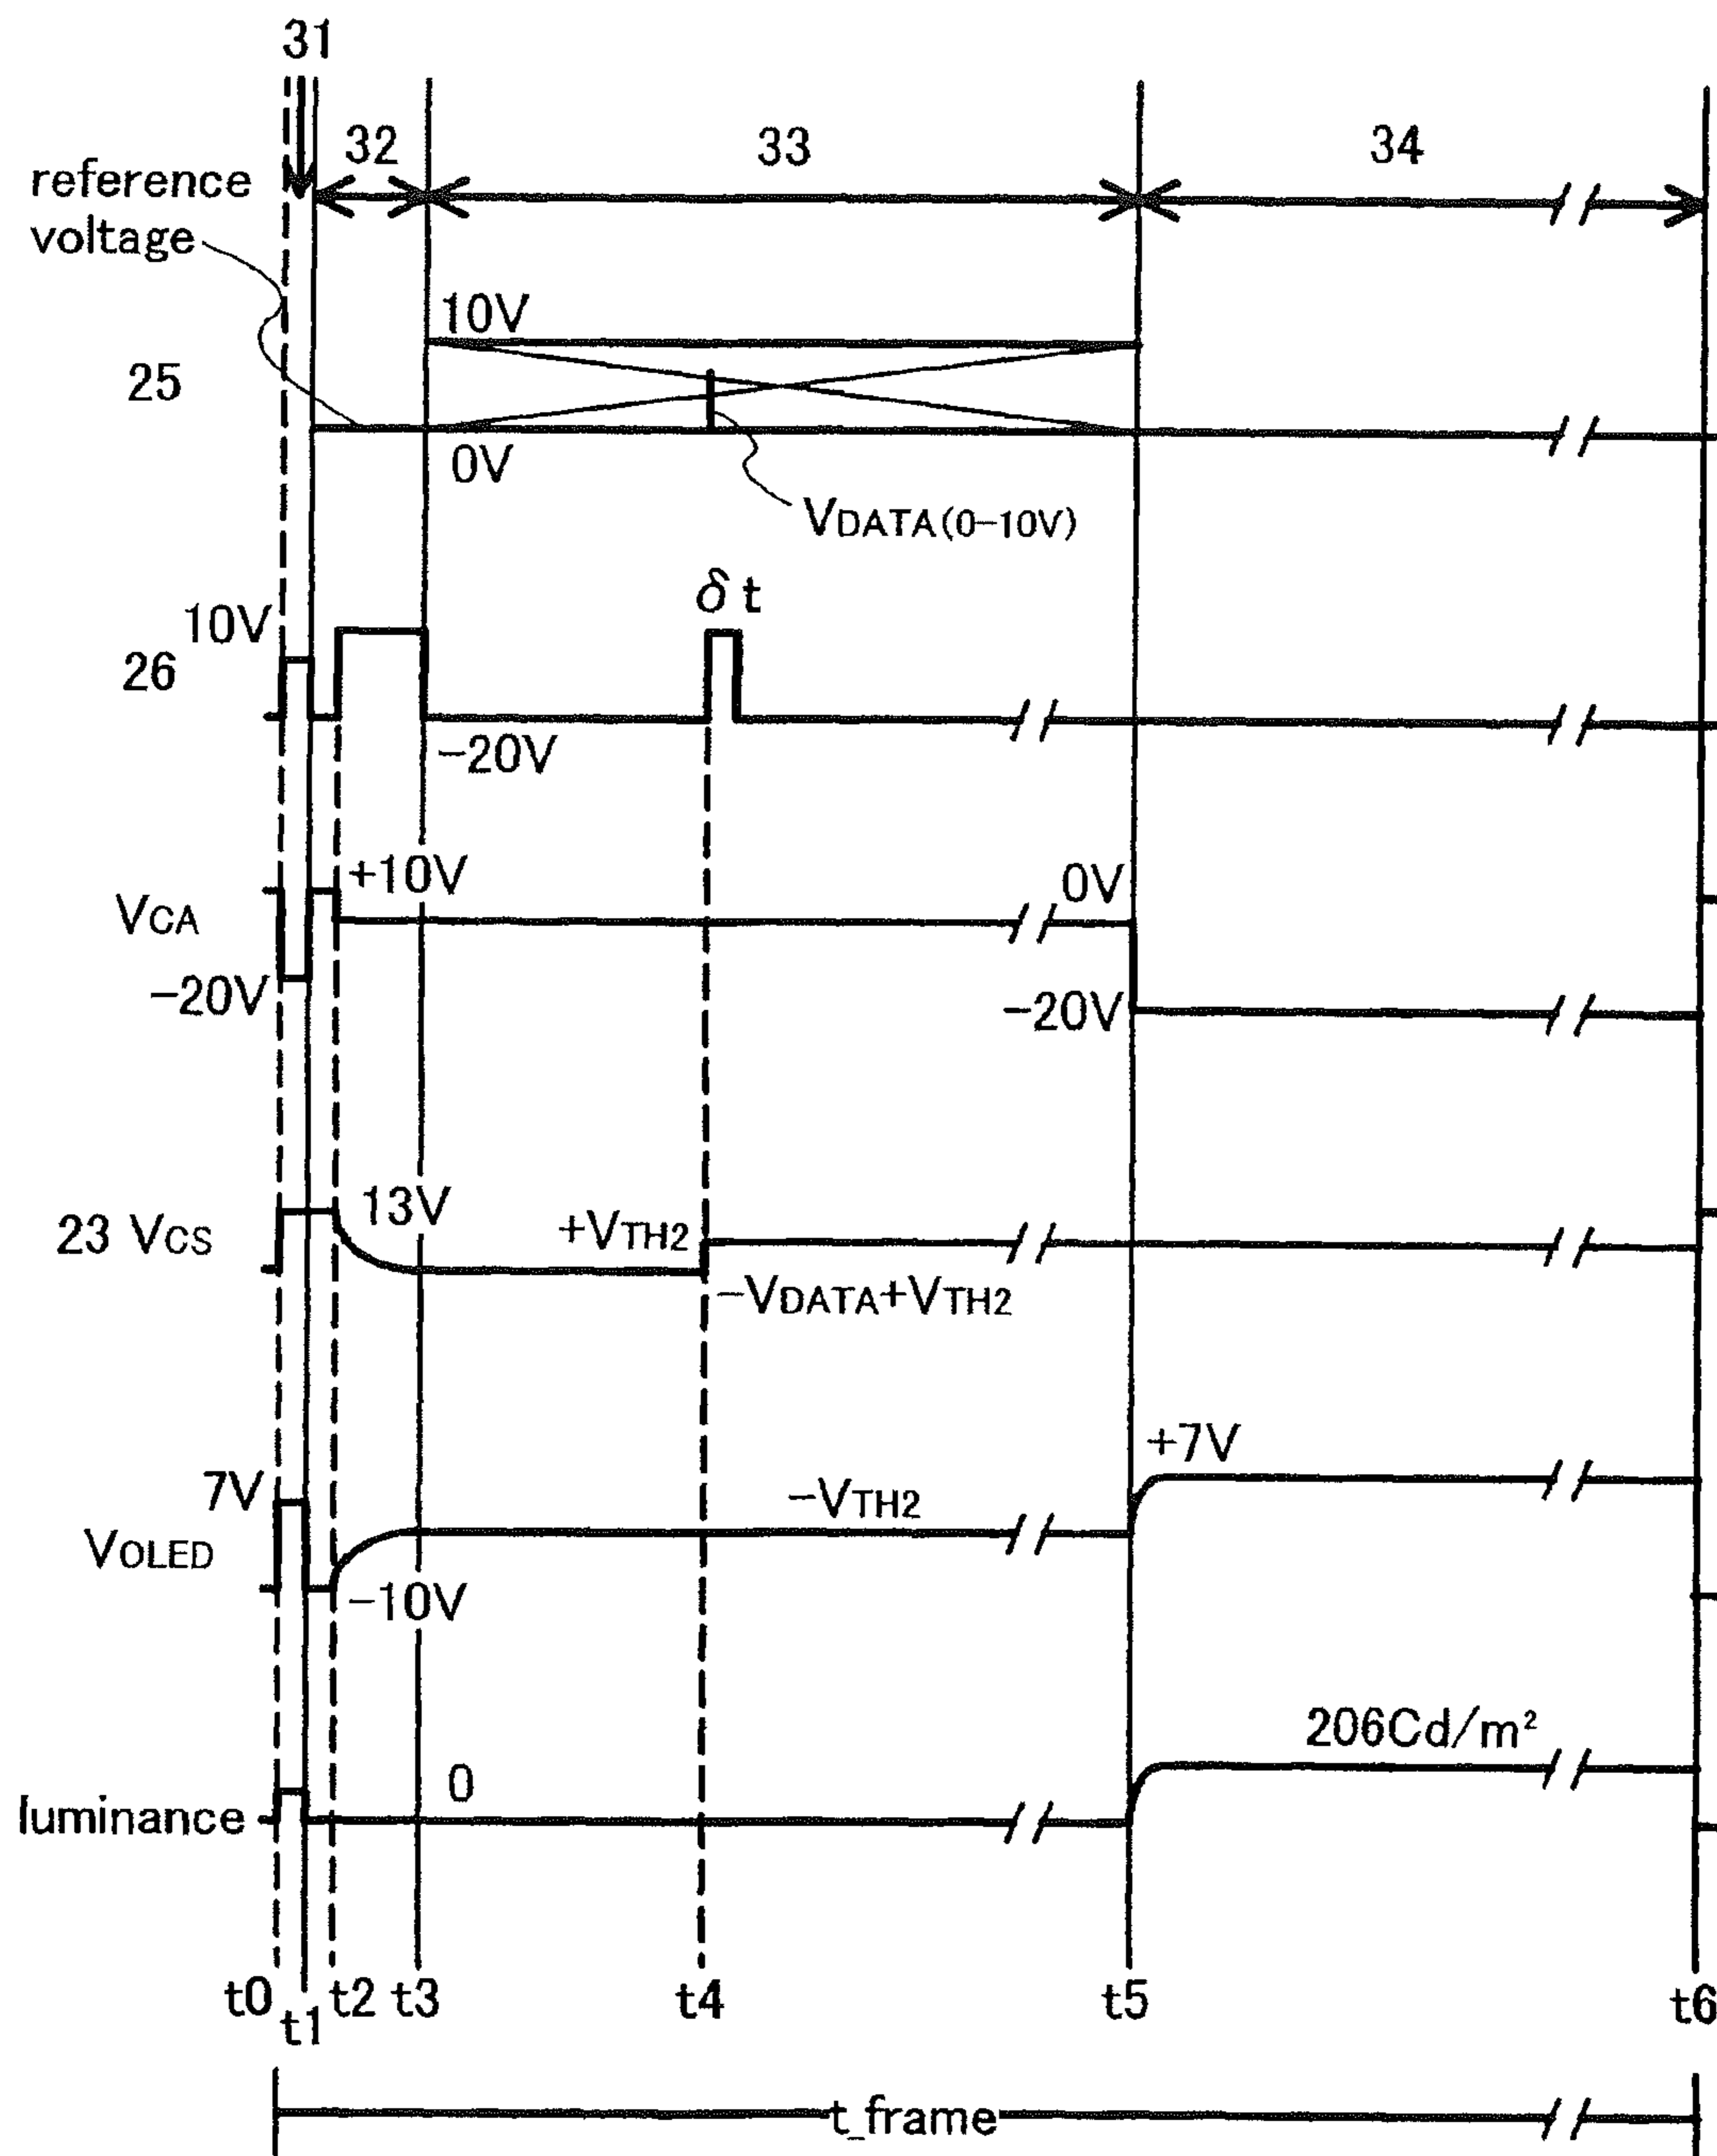 31
32
33
34
reference
voltage
10V
25
0V
VDATA(0-10V)
δt
10V
26
-20V
+10V
0V
VCA
-20V
-20V
13V
+VTH2
23 VCS
-VDATA+VTH2
+7V
7V
-VTH2
VOLED
-10V
206Cd/m²
0
luminance
t0
t1
t2
t3
t4
t5
t6
t_frame